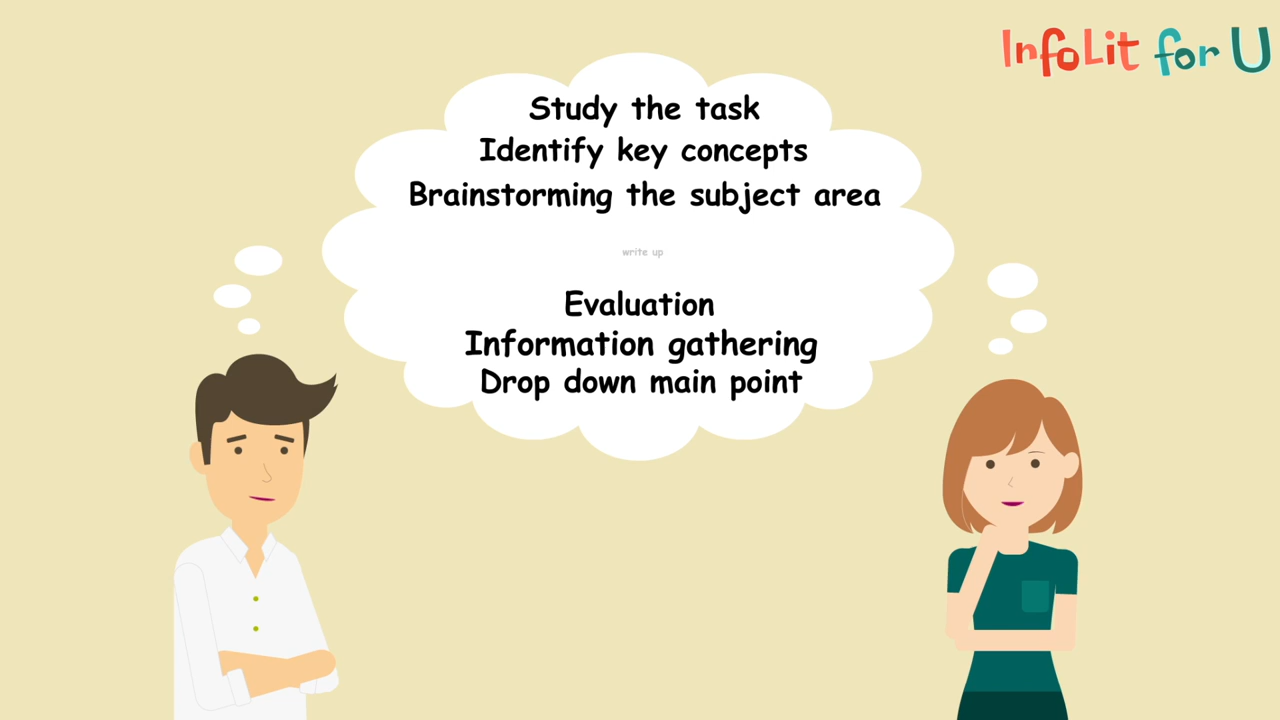 InfoLit for U
Study the task
Identify key concepts
Brainstorming the subject area
write up
Evaluation
Information gathering
Drop down main point